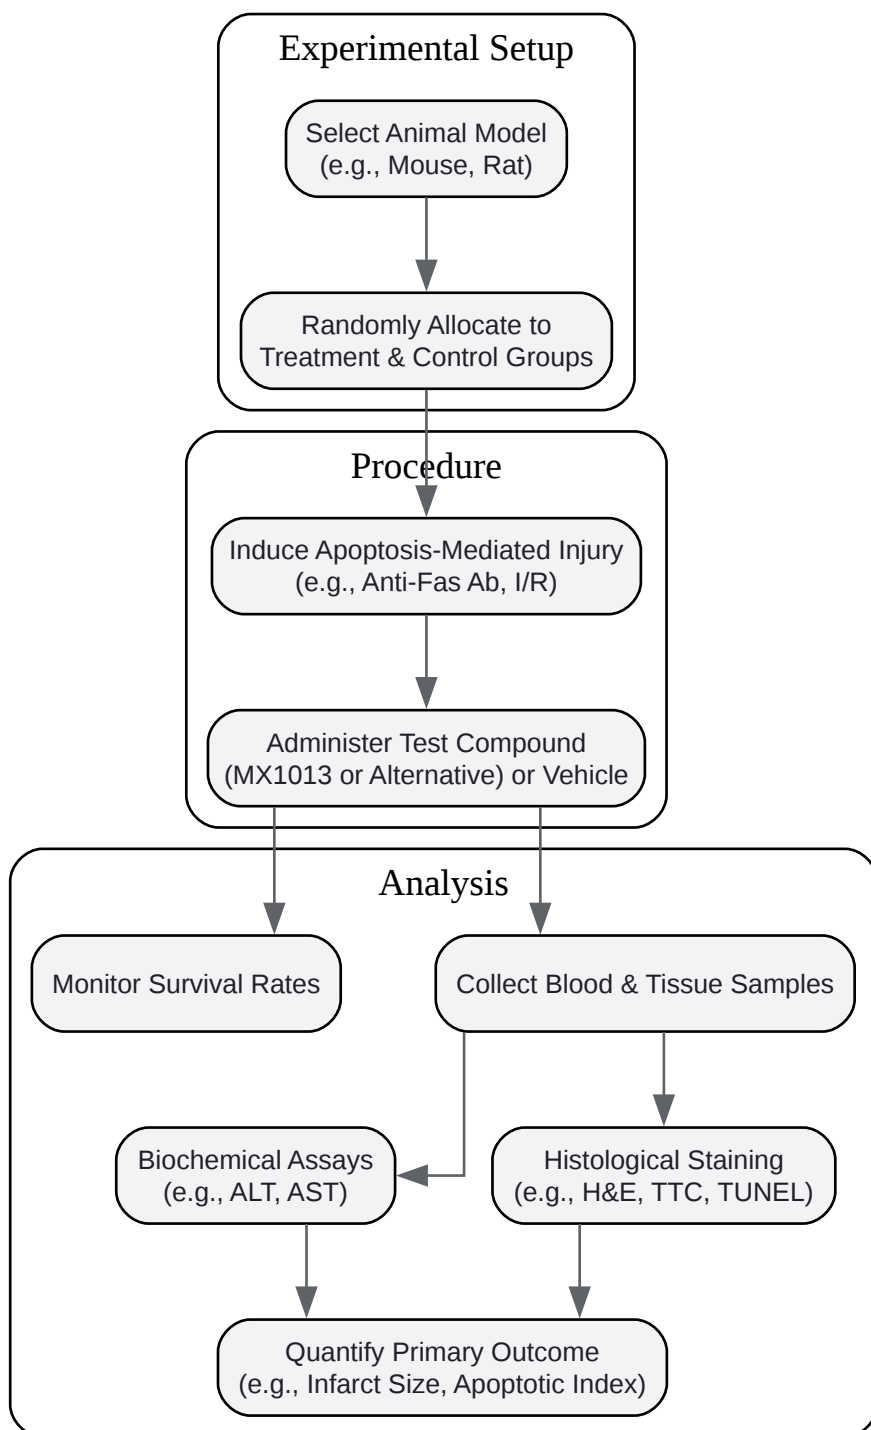 Experimental Setup
Select Animal Model
(e.g., Mouse, Rat)
Randomly Allocate to
Treatment & Control Groups
Procedure
Induce Apoptosis-Mediated Injury
(e.g., Anti-Fas Ab, I/R)
Administer Test Compound
(MX1013 or Alternative) or Vehicle
Analysis
Monitor Survival Rates
Collect Blood & Tissue Samples
Biochemical Assays
(e.g., ALT, AST)
Histological Staining
(e.g., H&E, TTC, TUNEL)
Quantify Primary Outcome
(e.g., Infarct Size, Apoptotic Index)